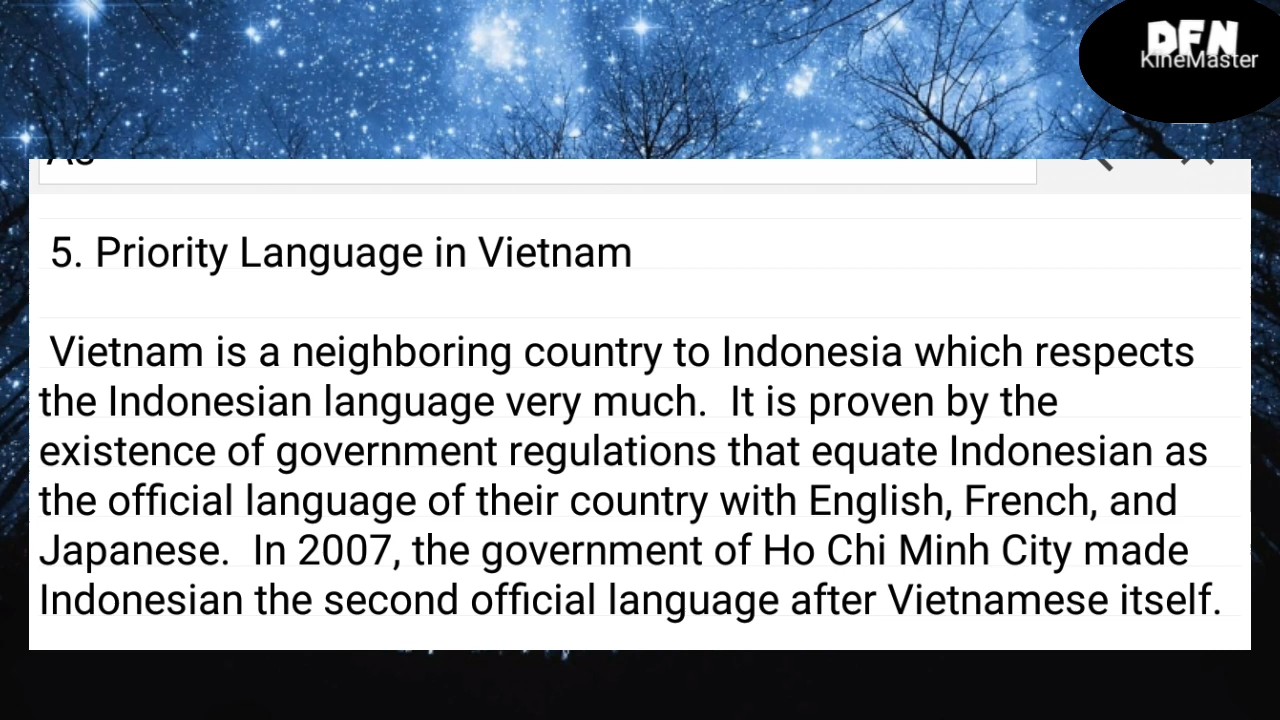 DFN
KineMaster
As
5. Priority Language in Vietnam
Vietnam is a neighboring country to Indonesia which respects
the Indonesian language very much. It is proven by the
existence of government regulations that equate Indonesian as
the official language of their country with English, French, and
Japanese. In 2007, the government of Ho Chi Minh City made
Indonesian the second official language after Vietnamese itself.